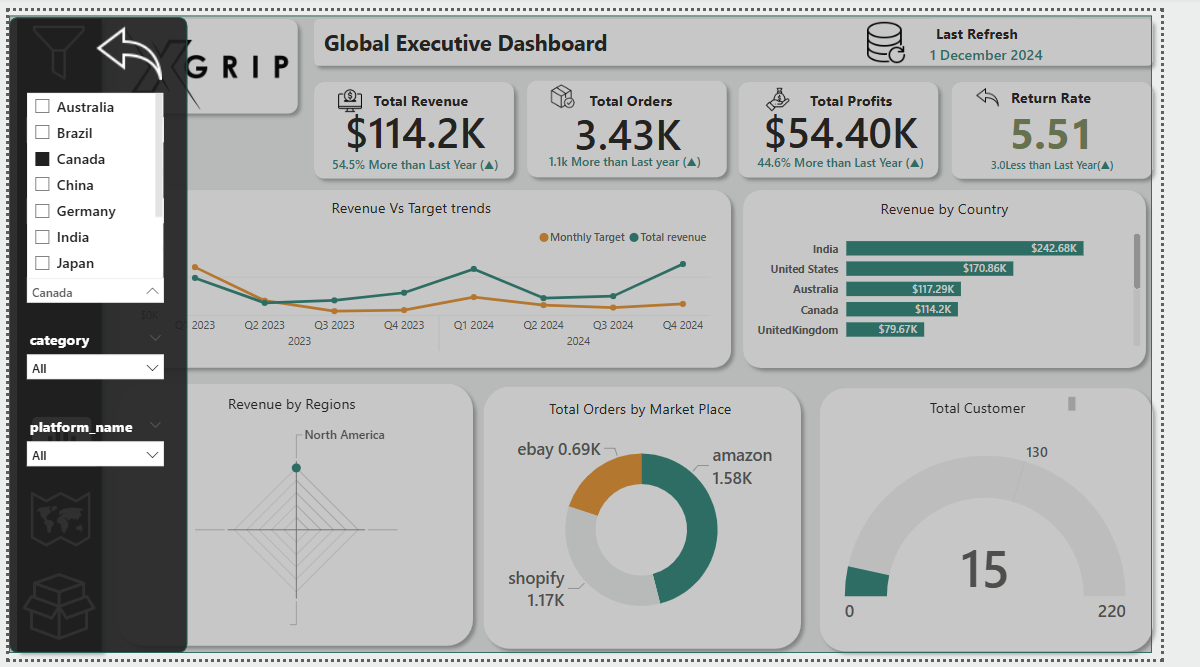 XGRIP
Global Executive Dashboard
Last Refresh
1 December 2024
Australia
Brazil
Canada
China
Germany
India
Japan
Canada
category
All
platform_name
All
Total Revenue
$114.2K
54.5% More than Last Year (▲)
Total Orders
3.43K
1.1k More than Last year (▲)
Total Profits
$54.40K
44.6% More than Last Year (▲)
Return Rate
5.51
3.0Less than Last Year(▲)
Revenue Vs Target trends
Monthly Target Total revenue
$0K
Q1 2023 Q2 2023 Q3 2023 Q4 2023 Q1 2024 Q2 2024 Q3 2024 Q4 2024
2023 2024
Revenue by Country
India $242.68K
United States $170.86K
Australia $117.29K
Canada $114.2K
UnitedKingdom $79.67K
Revenue by Regions
North America
Total Orders by Market Place
ebay 0.69K
amazon
1.58K
shopify
1.17K
Total Customer
130
15
0
220